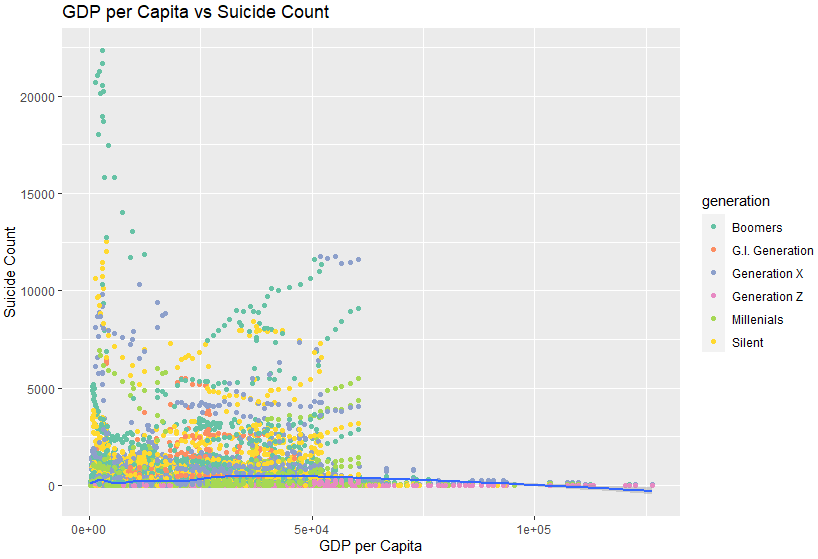 GDP per Capita vs Suicide Count
20000
15000
10000
5000
0
Suicide Count
0e+00
5e+04
1e+05
GDP per Capita
generation
Boomers
G.I. Generation
Generation X
Generation Z
Millenials
Silent